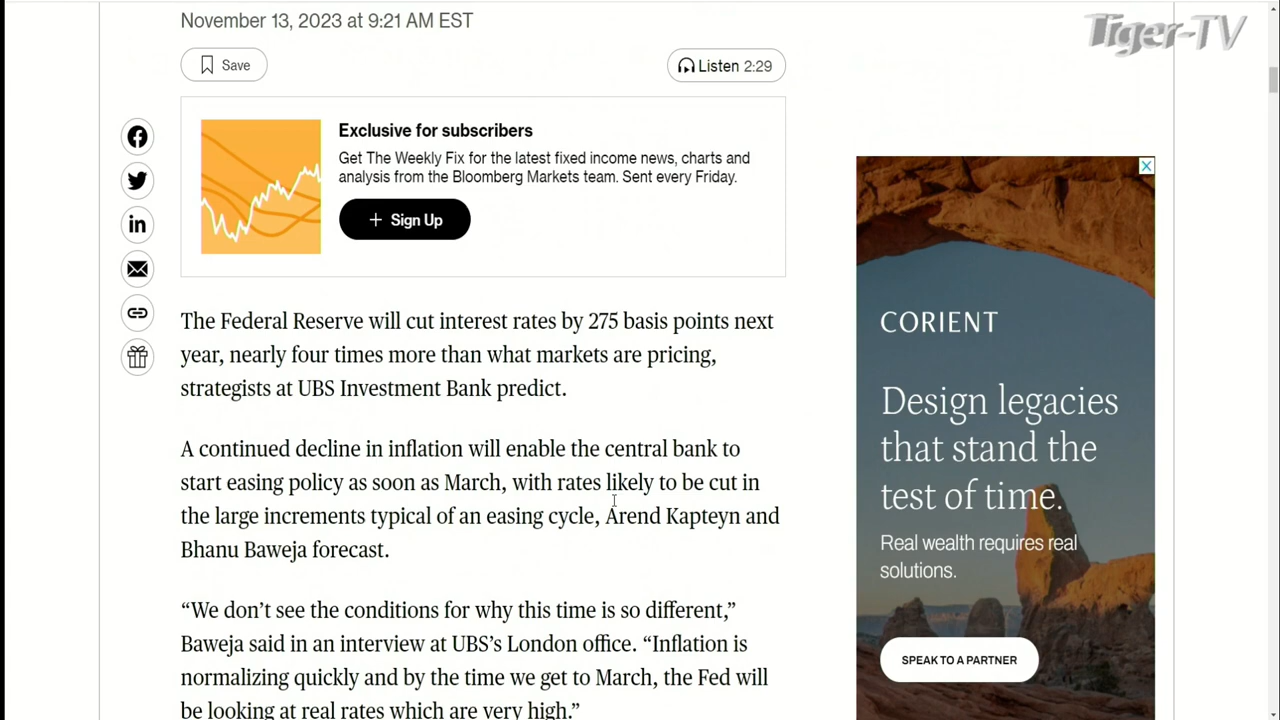 November 13, 2023 at 9:21 AM EST
Tiger-TV
Save
Listen 2:29
Exclusive for subscribers
Get The Weekly Fix for the latest fixed income news, charts and
analysis from the Bloomberg Markets team. Sent every Friday.
+ Sign Up
The Federal Reserve will cut interest rates by 275 basis points next
year, nearly four times more than what markets are pricing,
strategists at UBS Investment Bank predict.
A continued decline in inflation will enable the central bank to
start easing policy as soon as March, with rates likely to be cut in
the large increments typical of an easing cycle, Arend Kapteyn and
Bhanu Baweja forecast.
“We don’t see the conditions for why this time is so different,”
Baweja said in an interview at UBS’s London office. “Inflation is
normalizing quickly and by the time we get to March, the Fed will
be looking at real rates which are very high.”
CORIENT
Design legacies
that stand the
test of time.
Real wealth requires real
solutions.
SPEAK TO A PARTNER